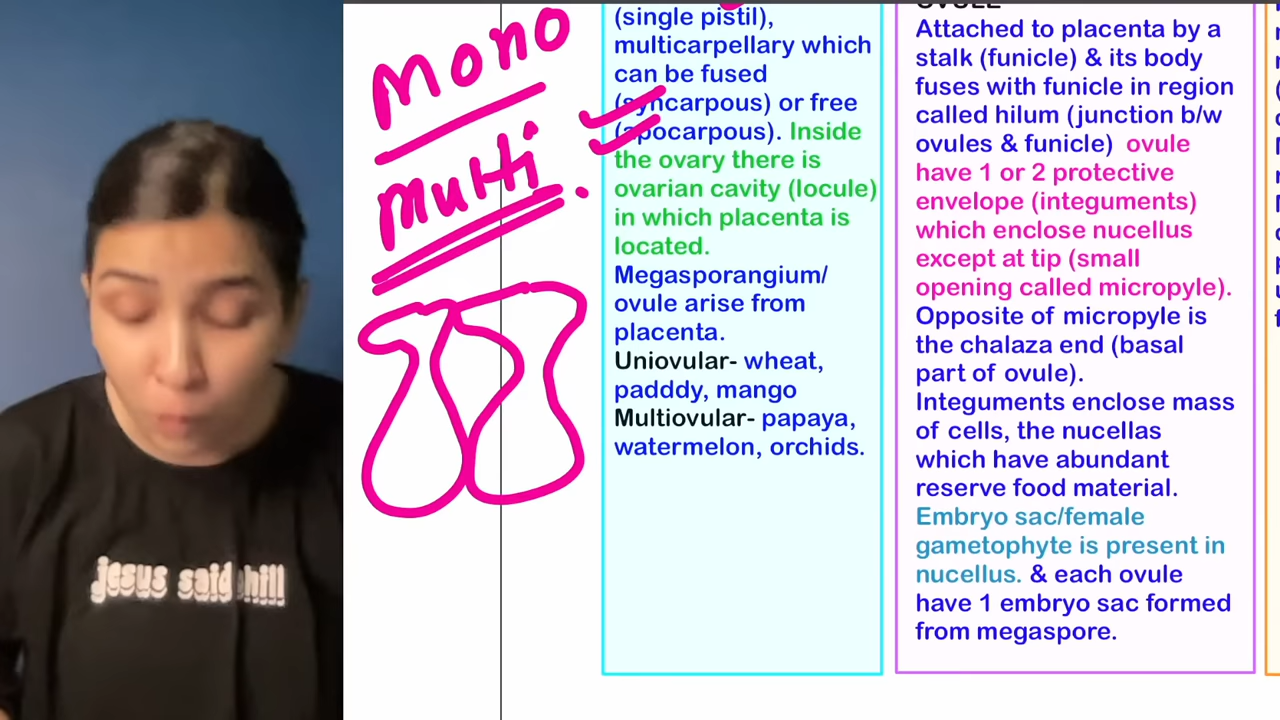 jesus said chill
Mono
Multi.
(single pistil),
multicarpellary which
can be fused
(syncarpous) or free
(apocarpous). Inside
the ovary there is
ovarian cavity (locule)
in which placenta is
located.
Megasporangium/
ovule arise from
placenta.
Uniovular- wheat,
padddy, mango
Multiovular- papaya,
watermelon, orchids.
OVULE
Attached to placenta by a
stalk (funicle) & its body
fuses with funicle in region
called hilum (junction b/w
ovules & funicle) ovule
have 1 or 2 protective
envelope (integuments)
which enclose nucellus
except at tip (small
opening called micropyle).
Opposite of micropyle is
the chalaza end (basal
part of ovule).
Integuments enclose mass
of cells, the nucellas
which have abundant
reserve food material.
Embryo sac/female
gametophyte is present in
nucellus. & each ovule
have 1 embryo sac formed
from megaspore.